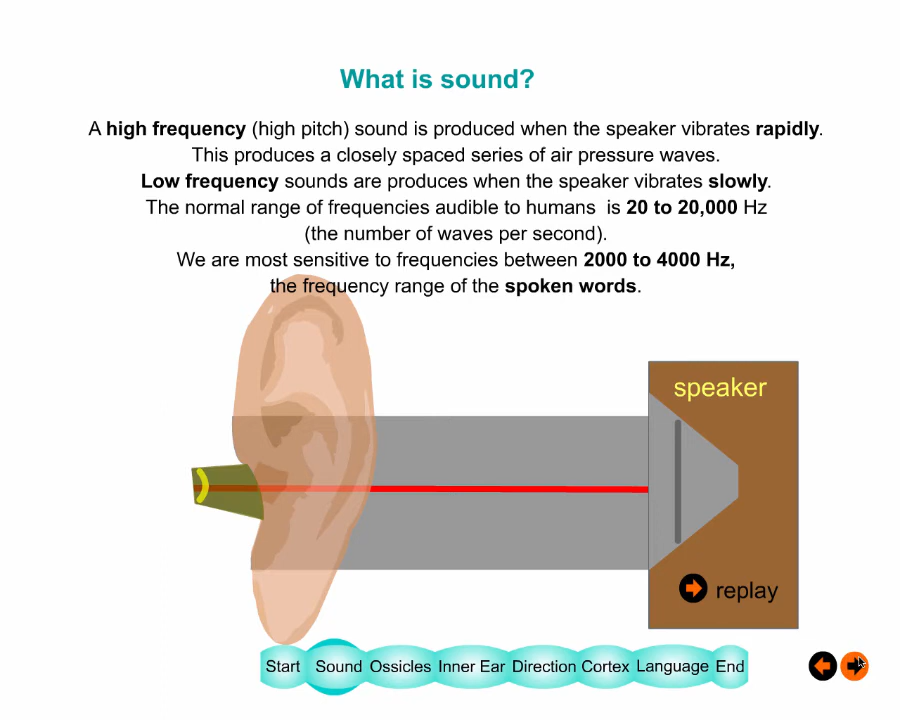 What is sound?
A high frequency (high pitch) sound is produced when the speaker vibrates rapidly.
This produces a closely spaced series of air pressure waves.
Low frequency sounds are produces when the speaker vibrates slowly.
The normal range of frequencies audible to humans  is 20 to 20,000 Hz
(the number of waves per second).
We are most sensitive to frequencies between 2000 to 4000 Hz,
the frequency range of the spoken words.
speaker
replay
Start Sound Ossicles Inner Ear Direction Cortex Language End